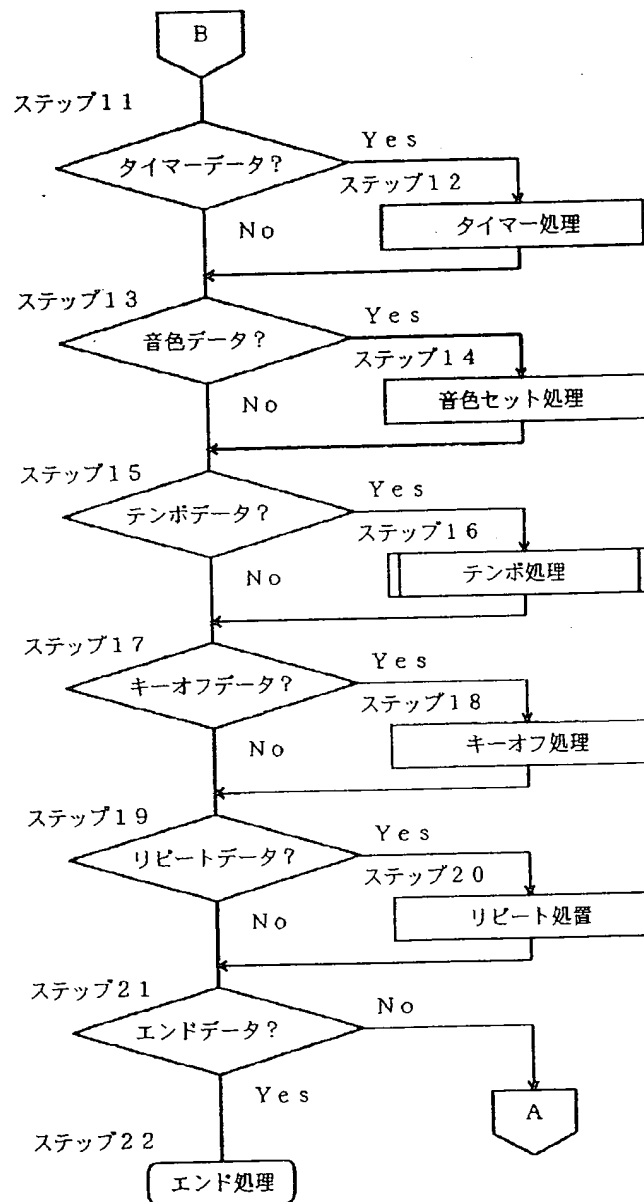 B
ステップ11
タイマーデータ?
Yes
ステップ12
No
タイマー処理
ステップ13
音色データ?
Yes
ステップ14
No
音色セット処理
ステップ15
テンポデータ?
Yes
ステップ16
No
テンポ処理
ステップ17
キーオフデータ?
Yes
ステップ18
No
キーオフ処理
ステップ19
リピートデータ?
Yes
ステップ20
No
リピート処置
ステップ21
エンドデータ?
No
Yes
A
ステップ22
エンド処理